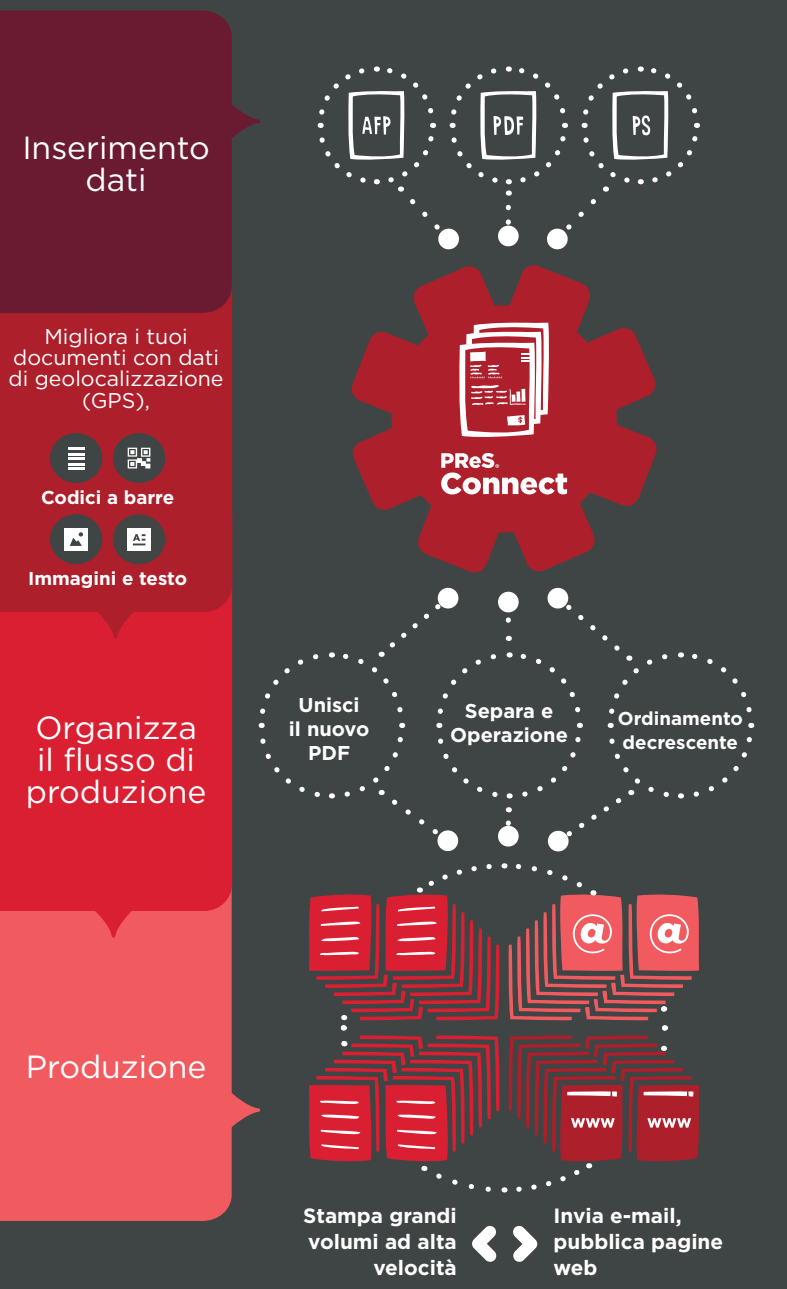 Inserimento
dati
AFP
PDF
PS
Migliora i tuoi
documenti con dati
di geolocalizzazione
(GPS),
Codici a barre
A
Immagini e testo
$
PReS®
Connect
Organizza
il flusso di
produzione
Unisci
il nuovo
PDF
Separa e
Operazione
Ordinamento
decrescente
Produzione
@
@
www
www
Stampa grandi
volumi ad alta
velocità
Invia e-mail,
pubblica pagine
web